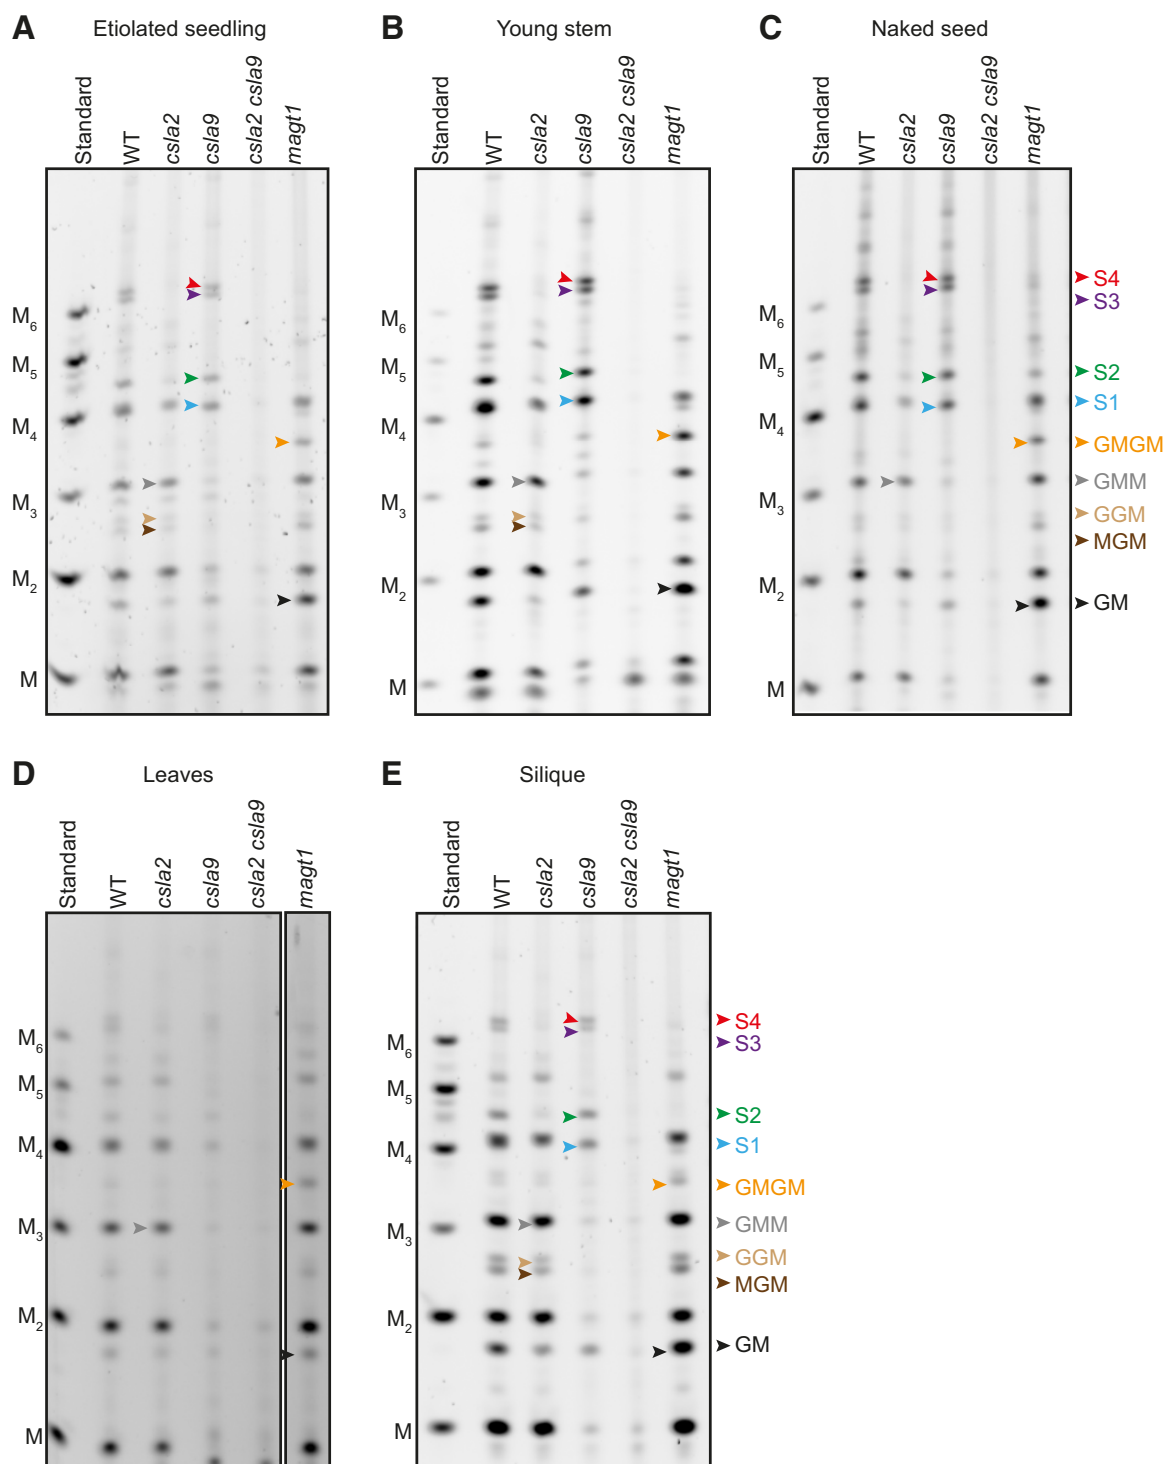 A Etiolated seedling
Standard
WT
csla2
csla9
csla2 csla9
magt1
M6
M5
M4
M3
M2
M
B Young stem
Standard
WT
csla2
csla9
csla2 csla9
magt1
M6
M5
M4
M3
M2
M
C Naked seed
Standard
WT
csla2
csla9
csla2 csla9
magt1
M6
M5
M4
M3
M2
M
S4
S3
S2
S1
GMGM
GMM
GGM
MGM
GM
D Leaves
Standard
WT
csla2
csla9
csla2 csla9
magt1
M6
M5
M4
M3
M2
M
E Silique
Standard
WT
csla2
csla9
csla2 csla9
magt1
M6
M5
M4
M3
M2
M
S4
S3
S2
S1
GMGM
GMM
GGM
MGM
GM